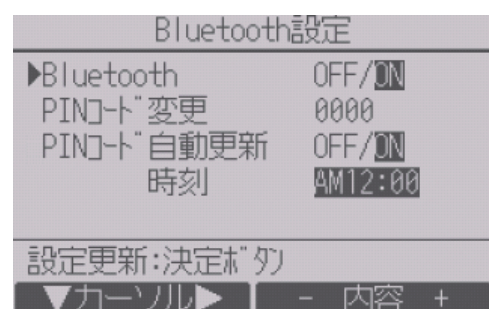 Bluetooth設定
▶Bluetooth OFF/ON
PINｺｰﾄﾞ変更 0000
PINｺｰﾄﾞ自動更新 OFF/ON
時刻 AM12:00
設定更新:決定ﾎﾞﾀﾝ
▼カーソル▶ － 内容 ＋